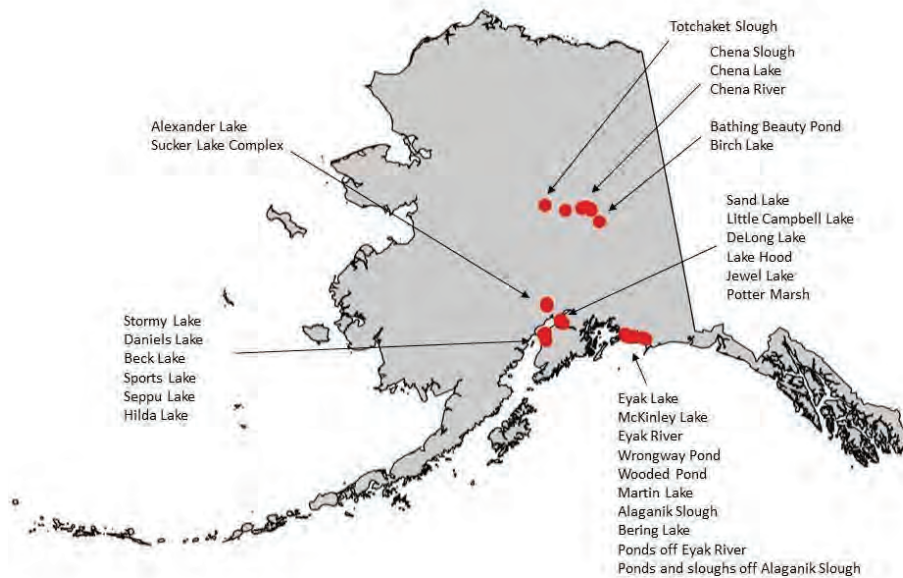 Totchaket Slough
Chena Slough
Chena Lake
Chena River
Alexander Lake
Sucker Lake Complex
Bathing Beauty Pond
Birch Lake
Sand Lake
Little Campbell Lake
DeLong Lake
Lake Hood
Jewel Lake
Potter Marsh
Stormy Lake
Daniels Lake
Beck Lake
Sports Lake
Seppu Lake
Hilda Lake
Eyak Lake
McKinley Lake
Eyak River
Wrongway Pond
Wooded Pond
Martin Lake
Alaganik Slough
Bering Lake
Ponds off Eyak River
Ponds and sloughs off Alaganik Slough